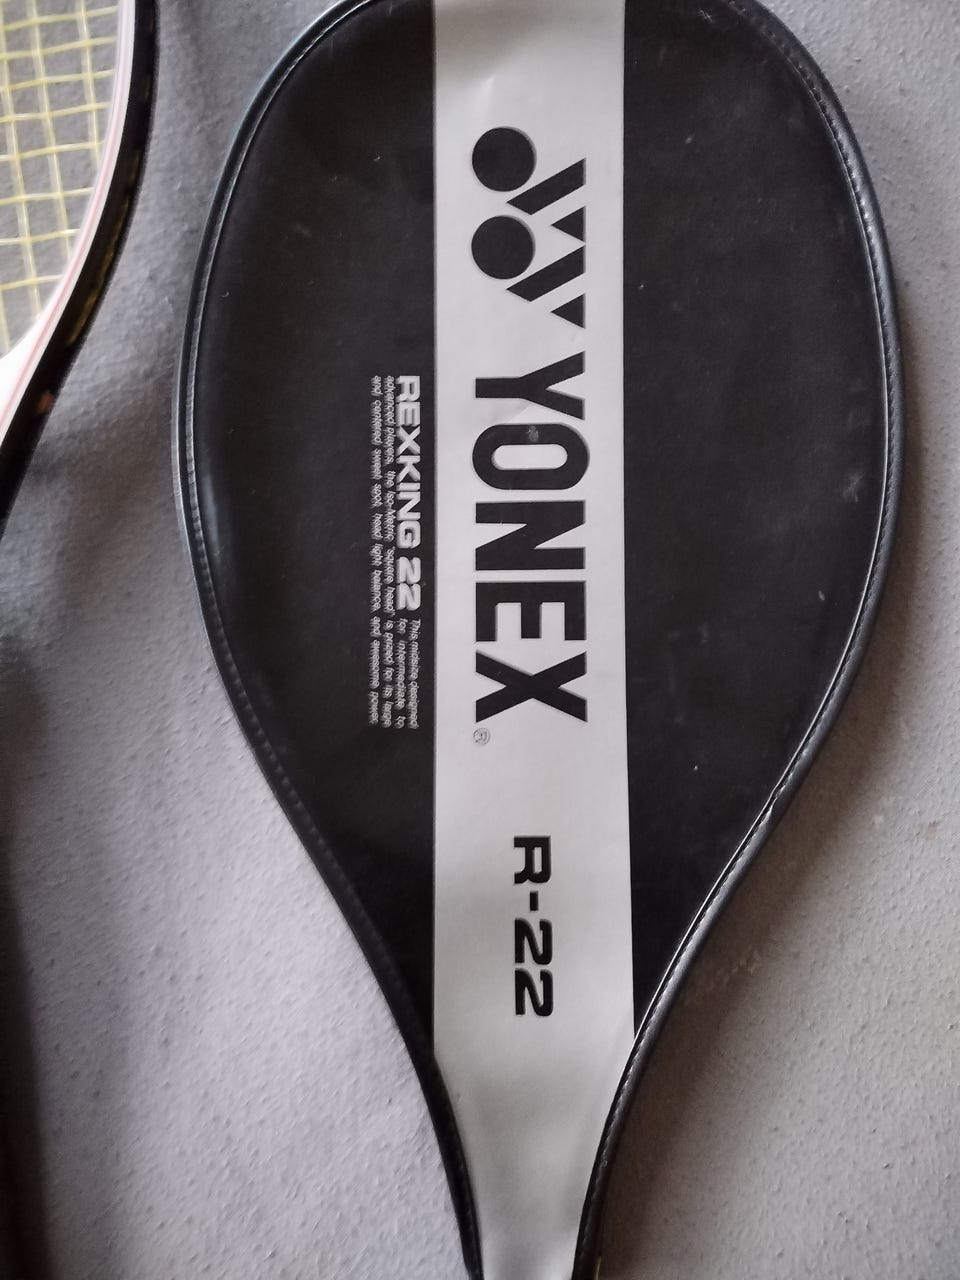 YONEX®
R-22
REXKING 22 This midsize designed
for intermediate to
advanced players, the Iso-Metric "square head" is prized for its large
and centered sweet spot, head light balance, and awesome power.